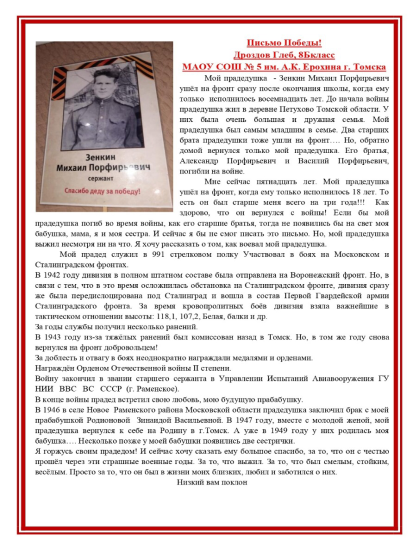 Письмо Победы!
Дроздов Глеб, 8Бкласс
МАОУ СОШ № 5 им. А.К. Ерохина г. Томска
Мой прадедушка - Зенкин Михаил Порфирьевич
ушёл на фронт сразу после окончания школы, когда ему
только исполнилось восемнадцать лет. До начала войны
прадедушка жил в деревне Петухово Томской области. У
них была очень большая и дружная семья. Мой
прадедушка был самым младшим в семье. Два старших
брата прадедушки тоже ушли на фронт…. Но, обратно
домой вернулся только мой прадедушка. Его братья,
Александр Порфирьевич и Василий Порфирьевич,
погибли на войне.
Мне сейчас пятнадцать лет. Мой прадедушка
ушёл на фронт, когда ему только исполнилось 18 лет. То
есть он был старше меня всего на три года!!! Как
здорово, что он вернулся с войны! Если бы мой
прадедушка погиб во время войны, как его старшие братья, тогда не появились бы на свет моя
бабушка, мама, я и моя сестра. И сейчас я бы не смог писать это письмо. Но, мой прадедушка
выжил несмотря ни на что. Я хочу рассказать о том, как воевал мой прадедушка.
Мой прадед служил в 991 стрелковом полку Участвовал в боях на Московском и
Сталинградском фронтах.
В 1942 году дивизия в полном штатном составе была отправлена на Воронежский фронт. Но, в
связи с тем, что в это время осложнилась обстановка на Сталинградском фронте, дивизия сразу
же была передислоцирована под Сталинград и вошла в состав Первой Гвардейской армии
Сталинградского фронта. За время кровопролитных боёв дивизия взяла важнейшие в
тактическом отношении высоты: 118,1, 107,2, Белая, балки и др.
За годы службы получил несколько ранений.
В 1943 году из-за тяжёлых ранений был комиссован назад в Томск. Но, в том же году снова
вернулся на фронт добровольцем!
За доблесть и отвагу в боях неоднократно награждали медалями и орденами.
Награждён Орденом Отечественной войны II степени.
Войну закончил в звании старшего сержанта в Управлении Испытаний Авиавооружения ГУ
НИИ ВВС ВС СССР (г. Раменское).
В конце войны прадед встретил свою любовь, мою будущую прабабушку.
В 1946 в селе Новое Раменского района Московской области прадедушка заключил брак с моей
прабабушкой Родионовой Зинаидой Васильевной. В 1947 году, вместе с молодой женой, мой
прадедушка вернулся к себе на Родину в г.Томск. А уже в 1949 году у них родилась моя
бабушка…. Несколько позже у моей бабушки появились две сестрички.
Я горжусь своим прадедом! И сейчас хочу сказать ему большое спасибо, за то, что он с честью
прошёл через эти страшные военные годы. За то, что выжил. За то, что был смелым, стойким,
весёлым. Просто за то, что он был в жизни моих близких, любил и заботился о них.
Низкий вам поклон
Зенкин
Михаил Порфирьевич
сержант
Спасибо деду за победу!